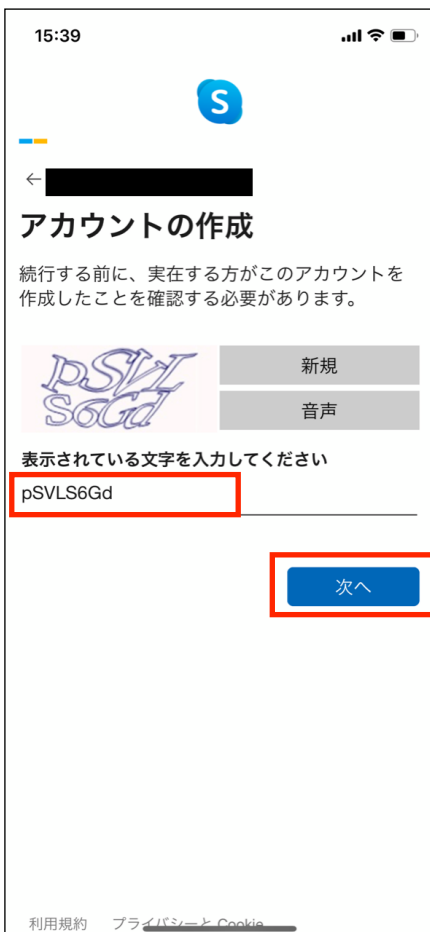 15:39
S
アカウントの作成
続行する前に、実在する方がこのアカウントを
作成したことを確認する必要があります。
新規
音声
表示されている文字を入力してください
pSVLS6Gd
次へ
利用規約 プライバシーと Cookie